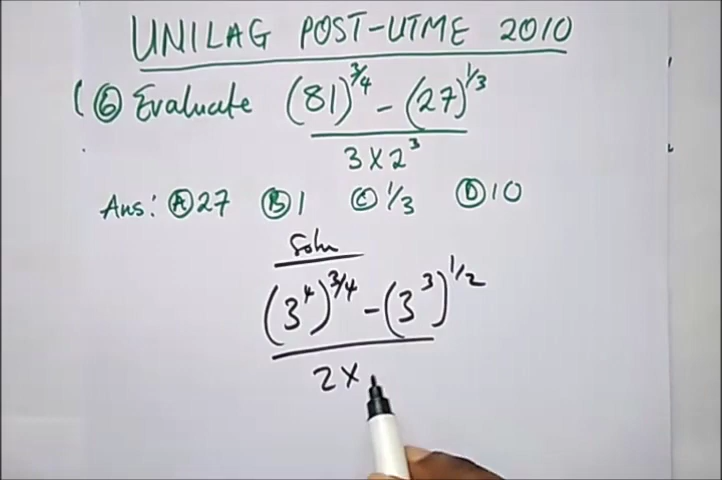 UNILAG POST-UTME 2010
(6) Evaluate (81)^3/4 - (27)^1/3
3 X 2^3
Ans: (A) 27 (B) 1 (C) 1/3 (D) 10
Soln
(3^4)^3/4 - (3^3)^1/2
2 X